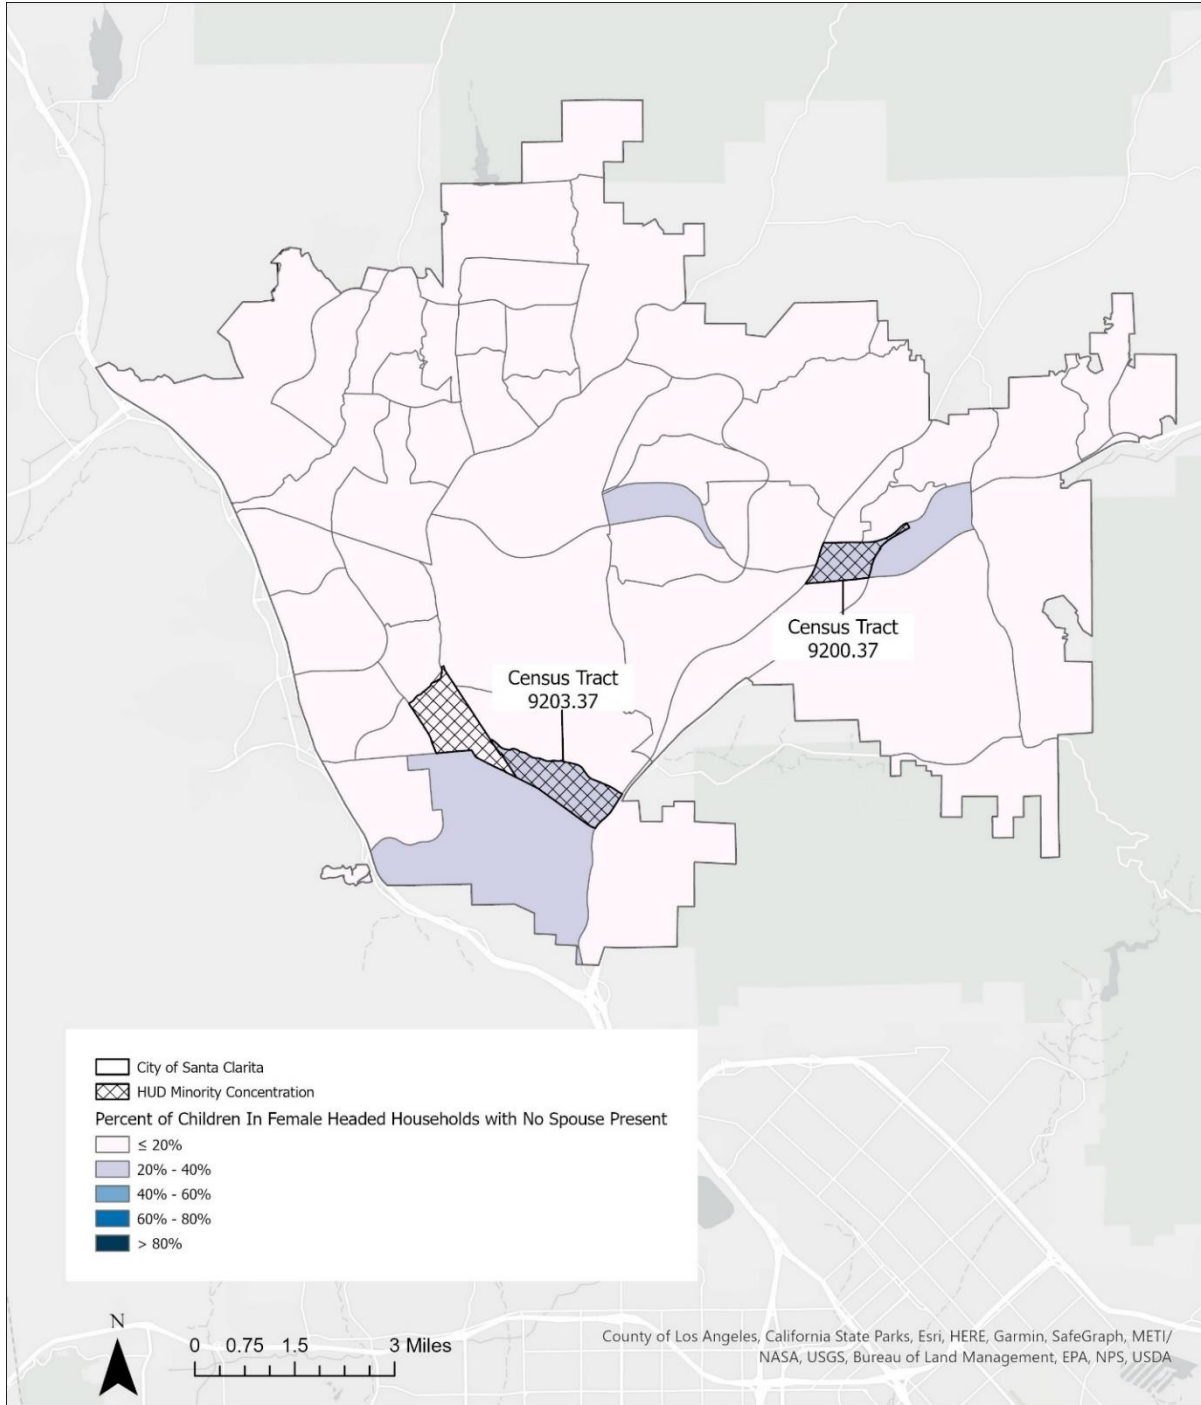 Census Tract
9200.37
Census Tract
9203.37
City of Santa Clarita
HUD Minority Concentration
Percent of Children In Female Headed Households with No Spouse Present
≤ 20%
20% - 40%
40% - 60%
60% - 80%
> 80%
N
0 0.75 1.5 3 Miles
County of Los Angeles, California State Parks, Esri, HERE, Garmin, SafeGraph, METI/
NASA, USGS, Bureau of Land Management, EPA, NPS, USDA